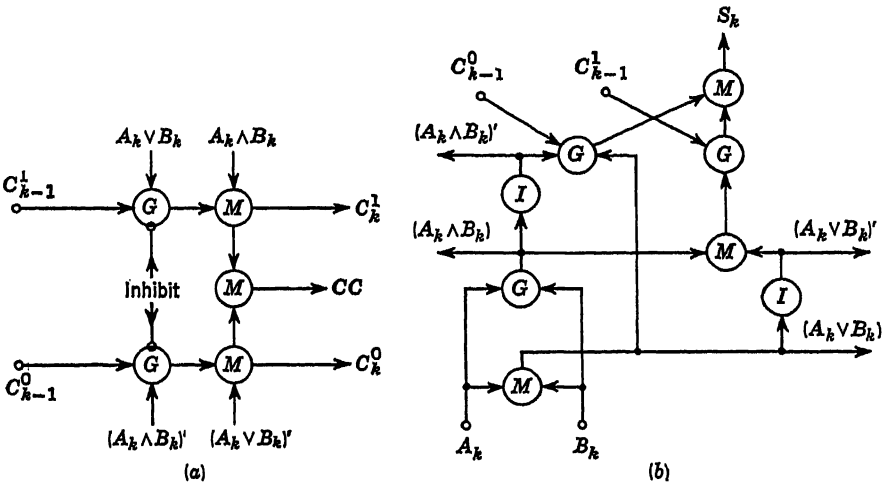 A_k∨B_k A_k∧B_k
C^1_{k-1} G M C^1_k
Inhibit M CC
C^0_{k-1} G M C^0_k
(A_k∧B_k)' (A_k∨B_k)'
(a)
S_k
C^0_{k-1} C^1_{k-1} M
(A_k∧B_k)' G G
I
(A_k∧B_k) M (A_k∨B_k)'
G I
(A_k∨B_k)
M
A_k B_k
(b)